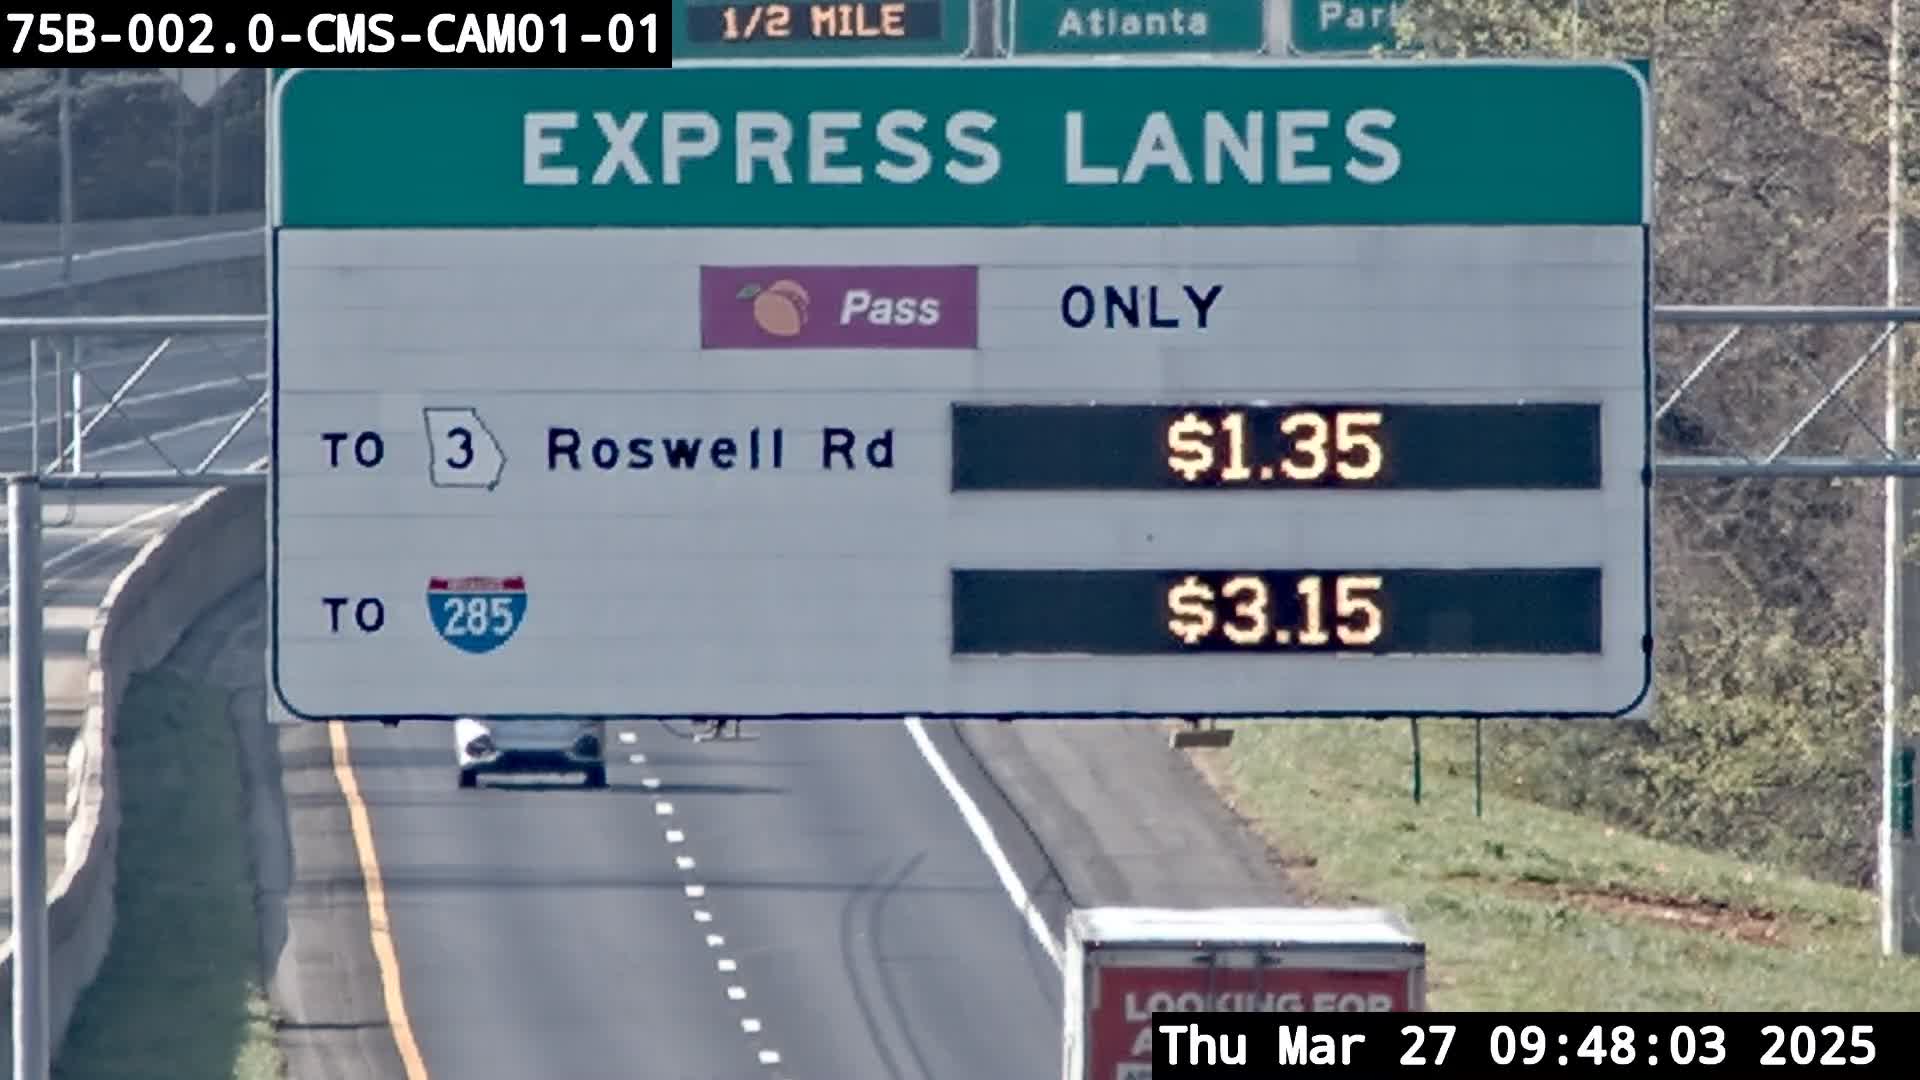 75B-002.0-CMS-CAM01-01
1/2 MILE
Atlanta
EXPRESS LANES
Pass ONLY
TO 3 Roswell Rd $1.35
TO 285 $3.15
LOOKING FOR
Thu Mar 27 09:48:03 2025